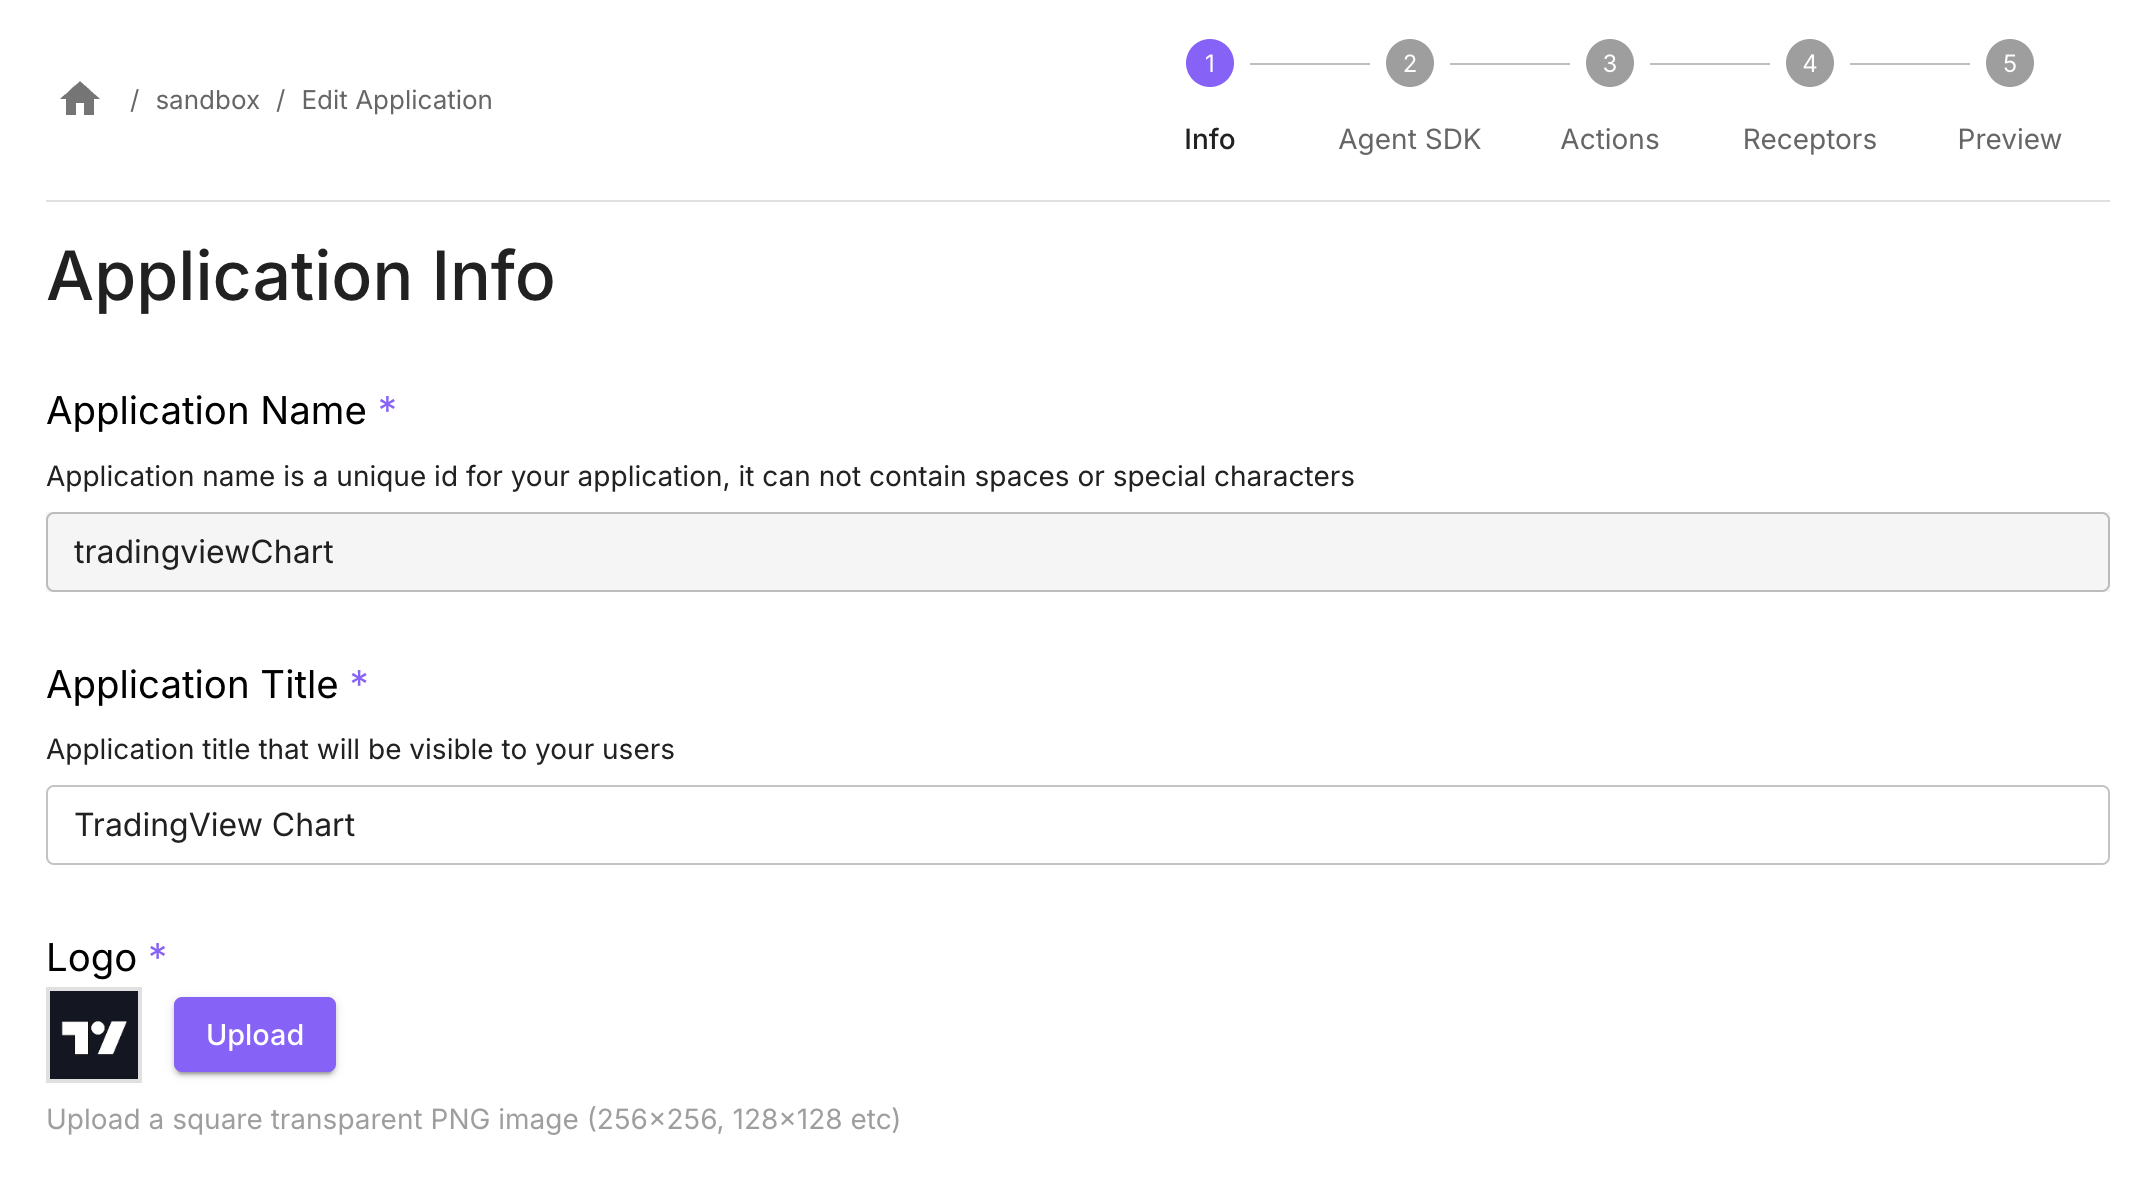 / sandbox / Edit Application
1 2 3 4 5
Info Agent SDK Actions Receptors Preview
Application Info
Application Name *
Application name is a unique id for your application, it can not contain spaces or special characters
tradingviewChart
Application Title *
Application title that will be visible to your users
TradingView Chart
Logo *
TV
Upload
Upload a square transparent PNG image (256×256, 128×128 etc)